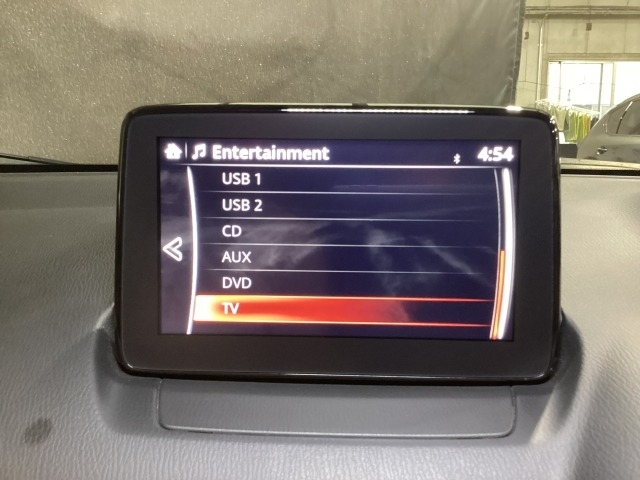 Entertainment 4:54
USB 1
USB 2
CD
AUX
DVD
TV